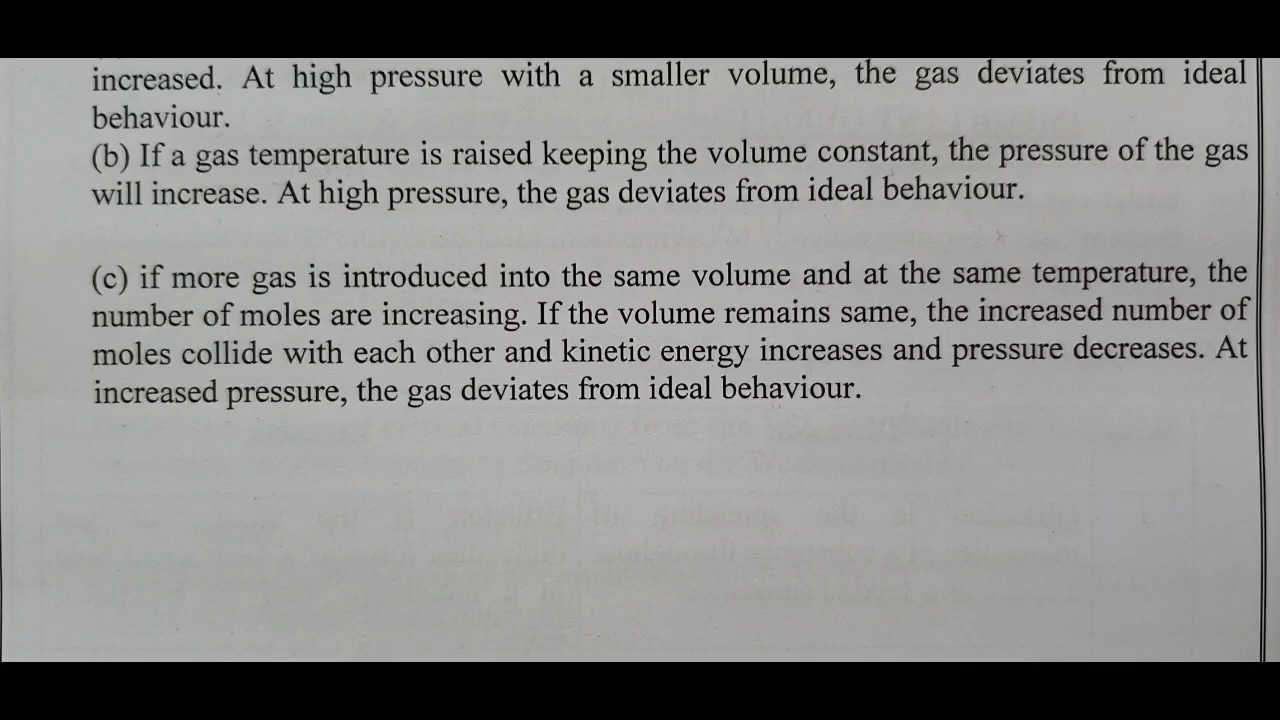 increased. At high pressure with a smaller volume, the gas deviates from ideal
behaviour.
(b) If a gas temperature is raised keeping the volume constant, the pressure of the gas
will increase. At high pressure, the gas deviates from ideal behaviour.
(c) if more gas is introduced into the same volume and at the same temperature, the
number of moles are increasing. If the volume remains same, the increased number of
moles collide with each other and kinetic energy increases and pressure decreases. At
increased pressure, the gas deviates from ideal behaviour.